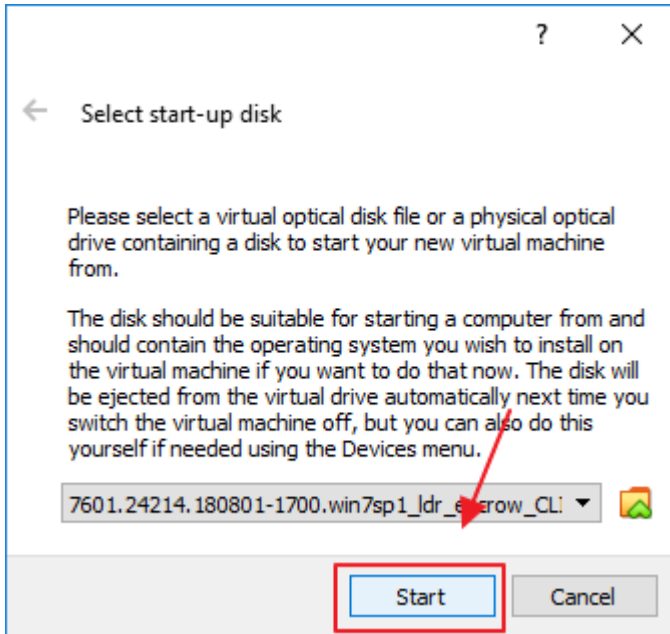 ?
Select start-up disk
Please select a virtual optical disk file or a physical optical
drive containing a disk to start your new virtual machine
from.
The disk should be suitable for starting a computer from and
should contain the operating system you wish to install on
the virtual machine if you want to do that now. The disk will
be ejected from the virtual drive automatically next time you
switch the virtual machine off, but you can also do this
yourself if needed using the Devices menu.
7601.24214.180801-1700.win7sp1_ldr_escrow_CLI
Start Cancel